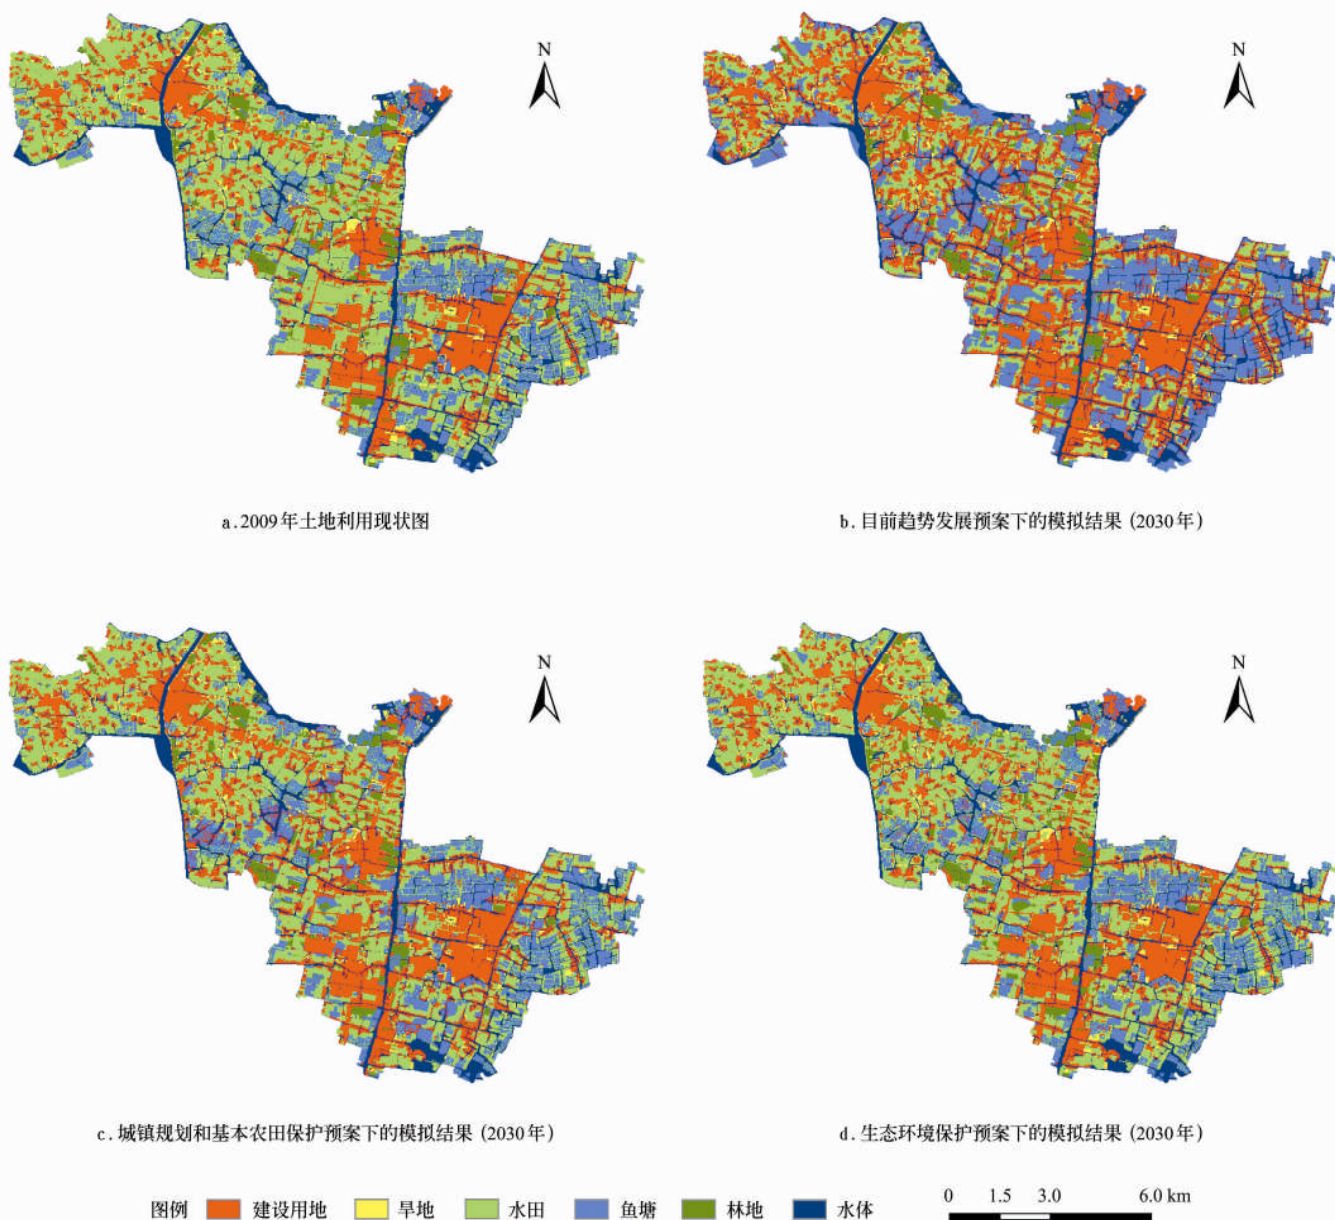 N
N
a.2009年土地利用现状图
b.目前趋势发展预案下的模拟结果 (2030年)
N
N
c.城镇规划和基本农田保护预案下的模拟结果 (2030年)
d.生态环境保护预案下的模拟结果 (2030年)
图例 建设用地 旱地 水田 鱼塘 林地 水体
0 1.5 3.0 6.0 km